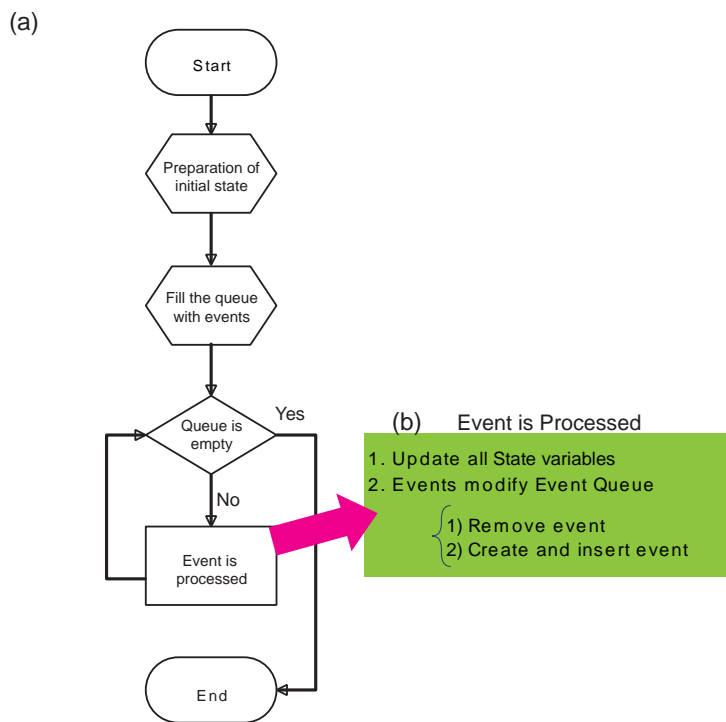 (a)
Start
Preparation of
initial state
Fill the queue
with events
Queue is
empty
Yes
No
Event is
processed
End
(b) Event is Processed
1. Update all State variables
2. Events modify Event Queue
1) Remove event
2) Create and insert event